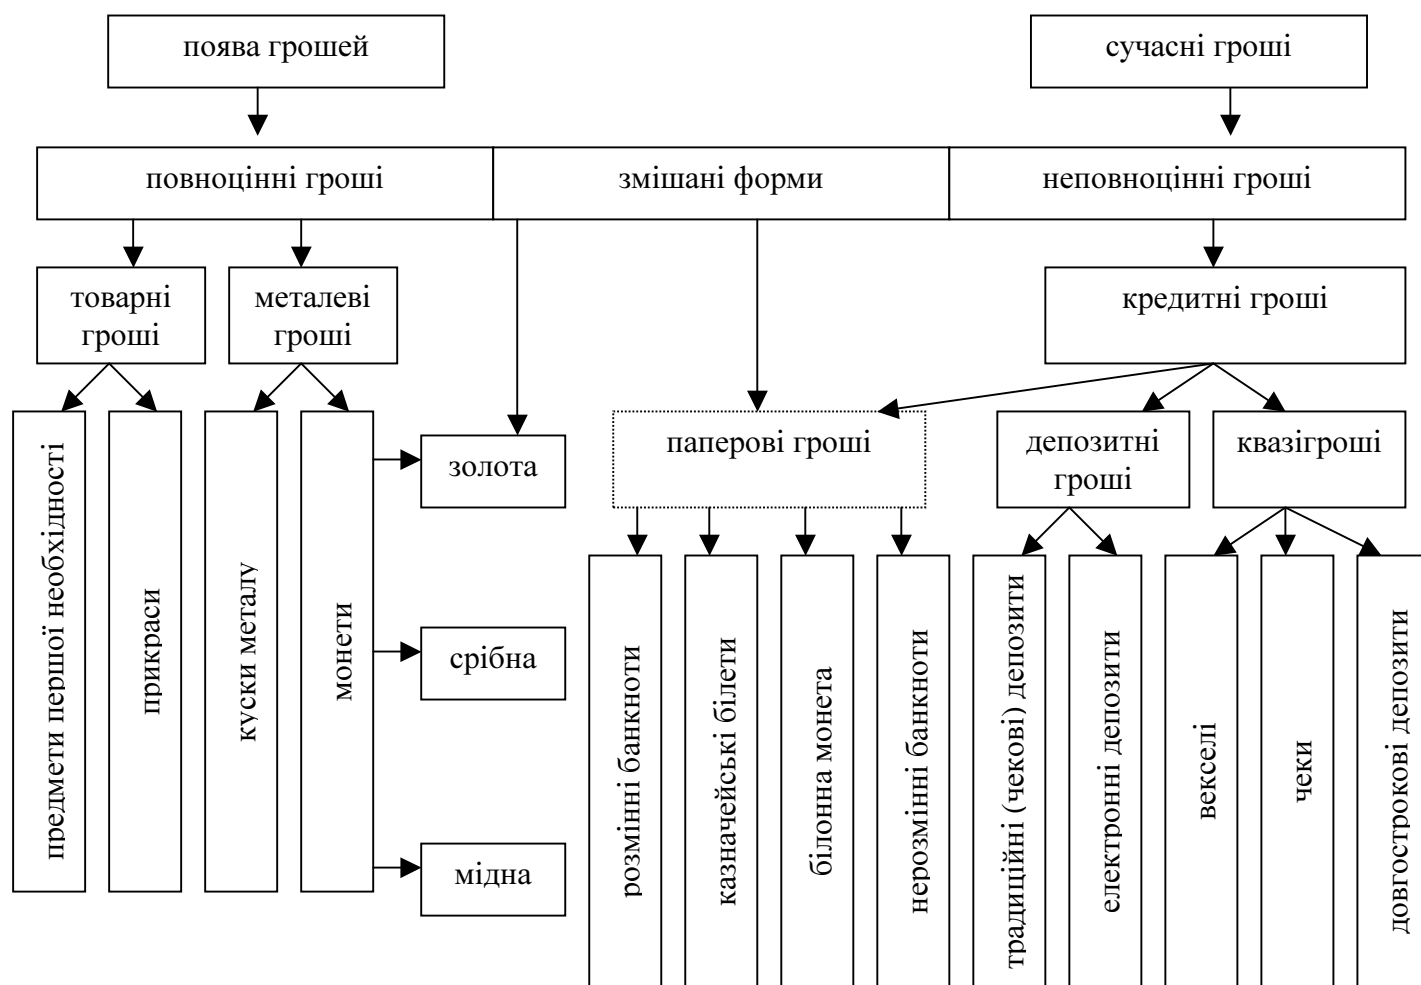 поява грошей
сучасні гроші
повноцінні гроші
змішані форми
неповноцінні гроші
товарні
гроші
металеві
гроші
кредитні гроші
предмети першої необхідності
прикраси
куски металу
монети
золота
срібна
мідна
паперові гроші
депозитні
гроші
квазігроші
розмінні банкноти
казначейські білети
білонна монета
нерозмінні банкноти
традиційні (чекові) депозити
електронні депозити
векселі
чеки
довгострокові депозити